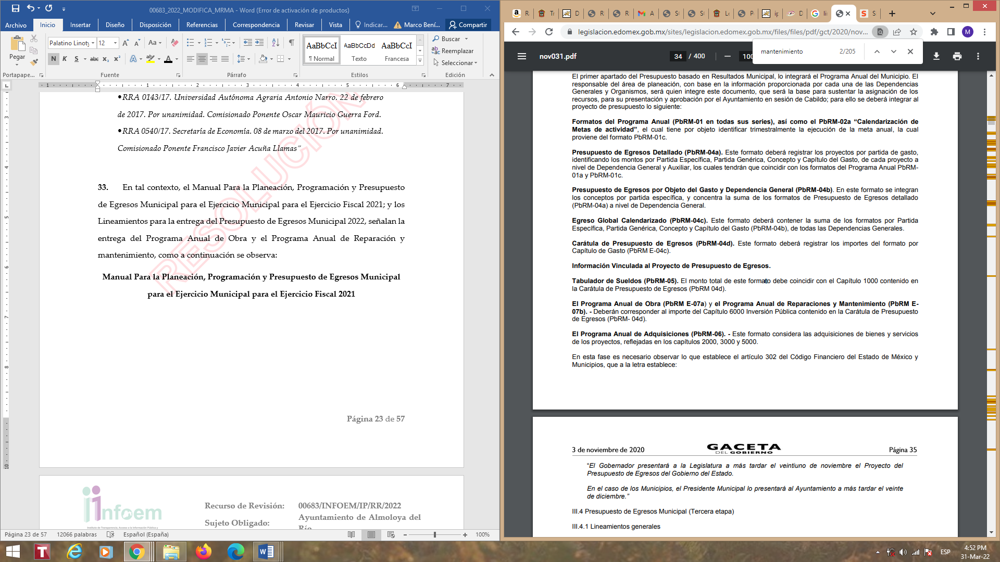 00683_2022_MODIFICA_MRMA - Word (Error de activación de productos)
Archivo Inicio Insertar Diseño Disposición Referencias Correspondencia Revisar Vista Indicar... Marco Bení... Compartir
Pegar
Palatino Linoty 12
Aa
N K S abc x₂ x² A A
AaBbCcI AaBbCcDd AaBbCcI
¶ Normal Texto Francesa
Buscar
Reemplazar
Seleccionar
Portapape... Fuente Párrafo Estilos Edición
•RRA 0143/17. Universidad Autónoma Agraria Antonio Narro. 22 de febrero
de 2017. Por unanimidad. Comisionado Ponente Oscar Mauricio Guerra Ford.
•RRA 0540/17. Secretaría de Economía. 08 de marzo del 2017. Por unanimidad.
Comisionado Ponente Francisco Javier Acuña Llamas”
RESOLUCIÓN
33. En tal contexto, el Manual Para la Planeación, Programación y Presupuesto
de Egresos Municipal para el Ejercicio Municipal para el Ejercicio Fiscal 2021; y los
Lineamientos para la entrega del Presupuesto de Egresos Municipal 2022, señalan la
entrega del Programa Anual de Obra y el Programa Anual de Reparación y
mantenimiento, como a continuación se observa:
Manual Para la Planeación, Programación y Presupuesto de Egresos Municipal
para el Ejercicio Municipal para el Ejercicio Fiscal 2021
Página 23 de 57
infoem
Recurso de Revisión: 00683/INFOEM/IP/RR/2022
Sujeto Obligado: Ayuntamiento de Almoloya del
Río
Página 23 de 57 12066 palabras Español (España) 100%
legislacion.edomex.gob.mx/sites/legislacion.edomex.gob.mx/files/files/pdf/gct/2020/nov...
mantenimiento 2/205
nov031.pdf 34 / 400
El primer apartado del Presupuesto basado en Resultados Municipal, lo integrará el Programa Anual del Municipio. El
responsable del área de planeación, con base en la información proporcionada por cada una de las Dependencias
Generales y Organismos, será quien integre este documento, que será la base para sustentar la asignación de los
recursos, para su presentación y aprobación por el Ayuntamiento en sesión de Cabildo; para ello se deberá integrar al
proyecto de presupuesto lo siguiente:
Formatos del Programa Anual (PbRM-01 en todas sus series), así como el PbRM-02a “Calendarización de
Metas de actividad”, el cual tiene por objeto identificar trimestralmente la ejecución de la meta anual, la cual
proviene del formato PbRM-01c.
Presupuesto de Egresos Detallado (PbRM-04a). Este formato deberá registrar los proyectos por partida de gasto,
identificando los montos por Partida Específica, Partida Genérica, Concepto y Capítulo del Gasto, de cada proyecto a
nivel de Dependencia General y Auxiliar, los cuales tendrán que coincidir con los formatos del Programa Anual PbRM-
01a y PbRM-01c.
Presupuesto de Egresos por Objeto del Gasto y Dependencia General (PbRM-04b). En este formato se integran
los conceptos por partida específica, y concentra la suma de los formatos de Presupuesto de Egresos detallado
(PbRM-04a) a nivel de Dependencia General.
Egreso Global Calendarizado (PbRM-04c). Este formato deberá contener la suma de los formatos por Partida
Específica, Partida Genérica, Concepto y Capítulo del Gasto (PbRM-04b), de todas las Dependencias Generales.
Carátula de Presupuesto de Egresos (PbRM-04d). Este formato deberá registrar los importes del formato por
Capítulo de Gasto (PbRM E-04c).
Información Vinculada al Proyecto de Presupuesto de Egresos.
Tabulador de Sueldos (PbRM-05). El monto total de este formato debe coincidir con el Capítulo 1000 contenido en
la Carátula de Presupuesto de Egresos (PbRM 04d).
El Programa Anual de Obra (PbRM E-07a) y el Programa Anual de Reparaciones y Mantenimiento (PbRM E-
07b). - Deberán corresponder al importe del Capítulo 6000 Inversión Pública contenido en la Carátula de Presupuesto
de Egresos (PbRM- 04d).
El Programa Anual de Adquisiciones (PbRM-06). - Este formato considera las adquisiciones de bienes y servicios
de los proyectos, reflejadas en los capítulos 2000, 3000 y 5000.
En esta fase es necesario observar lo que establece el artículo 302 del Código Financiero del Estado de México y
Municipios, que a la letra establece:
3 de noviembre de 2020 GACETA DEL GOBIERNO Página 35
“El Gobernador presentará a la Legislatura a más tardar el veintiuno de noviembre el Proyecto del
Presupuesto de Egresos del Gobierno del Estado.
En el caso de los Municipios, el Presidente Municipal lo presentará al Ayuntamiento a más tardar el veinte
de diciembre.”
III.4 Presupuesto de Egresos Municipal (Tercera etapa)
III.4.1 Lineamientos generales
ESP
4:52 PM
31-Mar-22